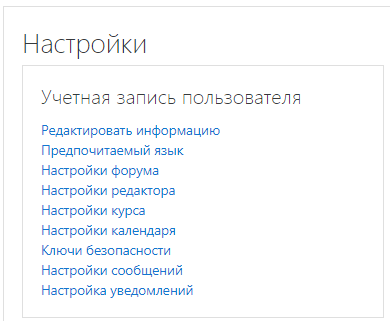 Настройки
Учетная запись пользователя
Редактировать информацию
Предпочитаемый язык
Настройки форума
Настройки редактора
Настройки курса
Настройки календаря
Ключи безопасности
Настройки сообщений
Настройка уведомлений